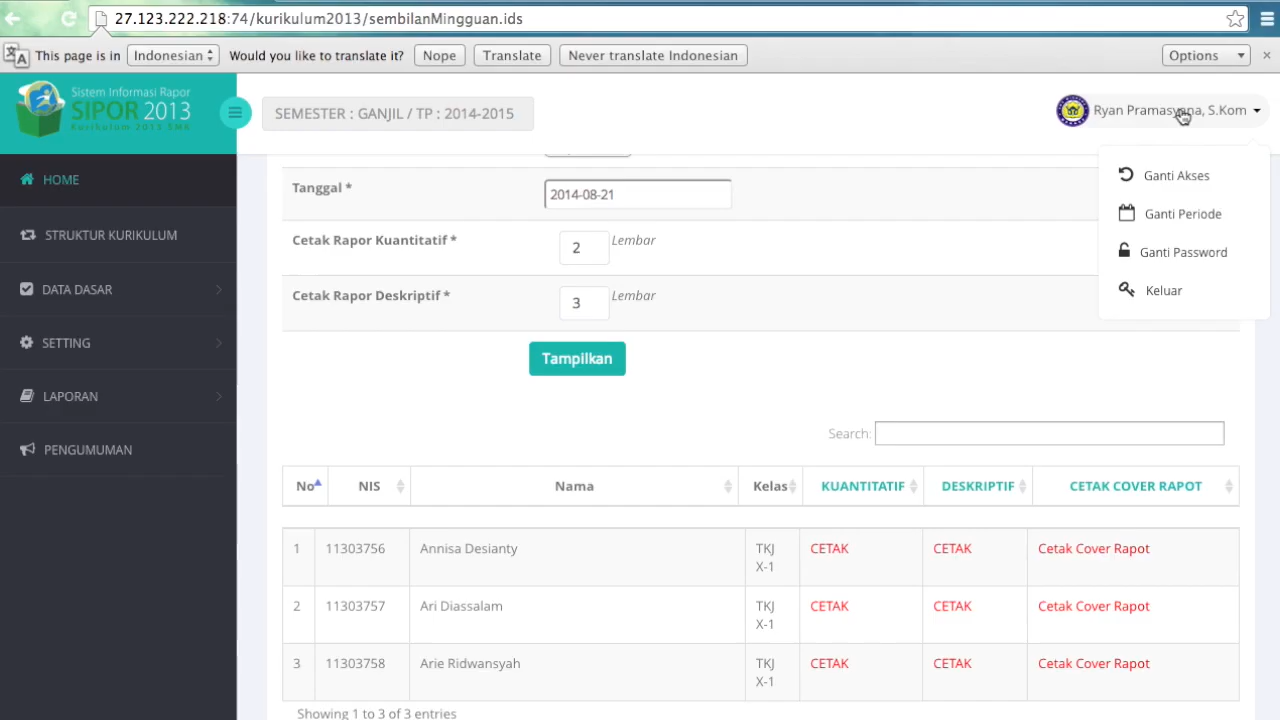 27.123.222.218:74/kurikulum2013/sembilanMingguan.ids
This page is in Indonesian Would you like to translate it? Nope Translate Never translate Indonesian Options
Sistem Informasi Rapor
SIPOR 2013
Kurikulum 2013 SMK
SEMESTER : GANJIL / TP : 2014-2015
Ryan Pramasyana, S.Kom
Ganti Akses
Ganti Periode
Ganti Password
Keluar
HOME
STRUKTUR KURIKULUM
DATA DASAR
SETTING
LAPORAN
PENGUMUMAN
Tanggal * 2014-08-21
Cetak Rapor Kuantitatif * 2 Lembar
Cetak Rapor Deskriptif * 3 Lembar
Tampilkan
Search:
No NIS Nama Kelas KUANTITATIF DESKRIPTIF CETAK COVER RAPOT
1 11303756 Annisa Desianty TKJ CETAK CETAK Cetak Cover Rapot
X-1
2 11303757 Ari Diassalam TKJ CETAK CETAK Cetak Cover Rapot
X-1
3 11303758 Arie Ridwansyah TKJ CETAK CETAK Cetak Cover Rapot
X-1
Showing 1 to 3 of 3 entries